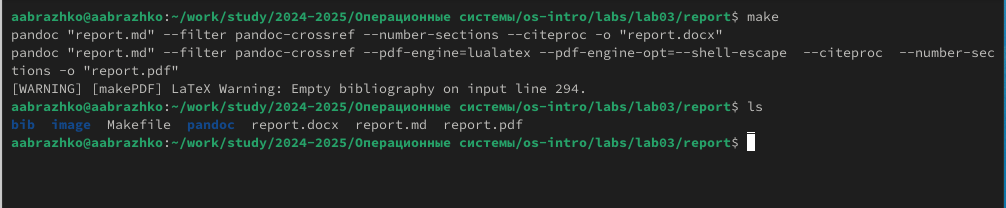 aabrazhko@aabrazhko:~/work/study/2024-2025/Операционные системы/os-intro/labs/lab03/report$ make
pandoc "report.md" --filter pandoc-crossref --number-sections --citeproc -o "report.docx"
pandoc "report.md" --filter pandoc-crossref --pdf-engine=lualatex --pdf-engine-opt=--shell-escape  --citeproc  --number-sec
tions -o "report.pdf"
[WARNING] [makePDF] LaTeX Warning: Empty bibliography on input line 294.
aabrazhko@aabrazhko:~/work/study/2024-2025/Операционные системы/os-intro/labs/lab03/report$ ls
bib  image  Makefile  pandoc  report.docx  report.md  report.pdf
aabrazhko@aabrazhko:~/work/study/2024-2025/Операционные системы/os-intro/labs/lab03/report$